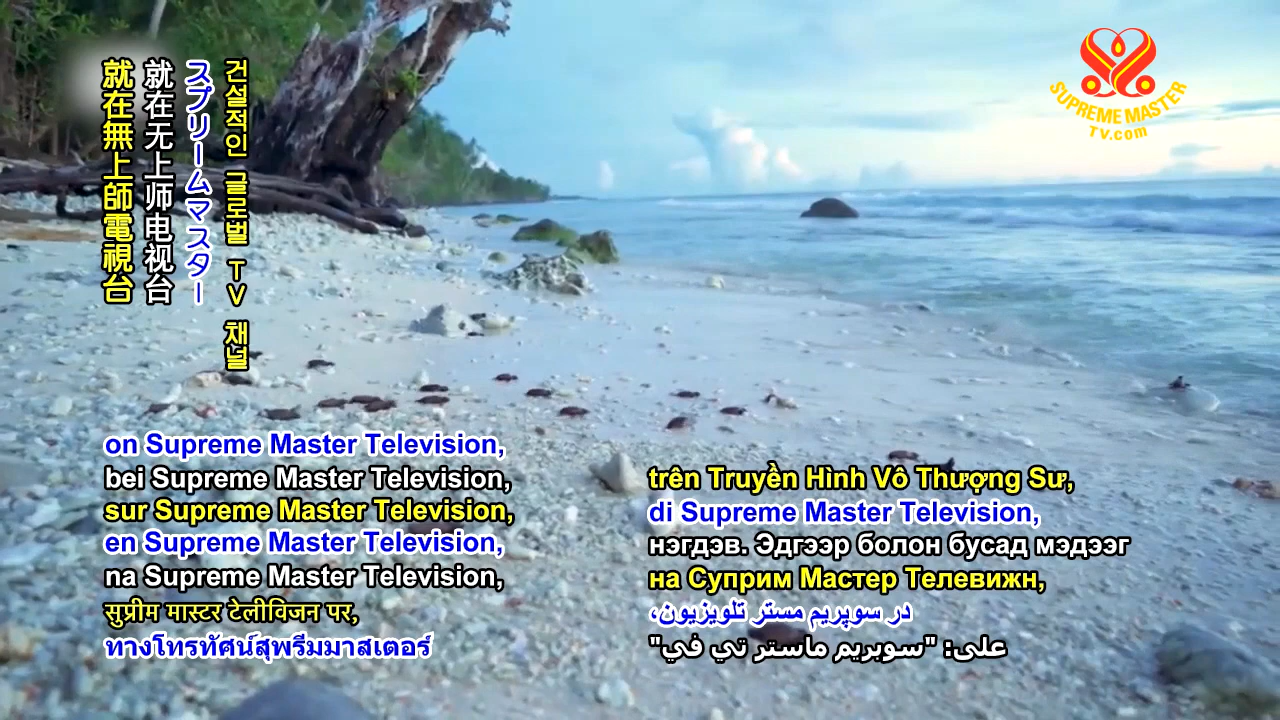 就在無上師電視台
就在无上师电视台
スプリームマスター
건설적인 글로벌 TV 채널
SUPREME MASTER
TV.com
on Supreme Master Television,
bei Supreme Master Television,
sur Supreme Master Television,
en Supreme Master Television,
na Supreme Master Television,
सुप्रीम मास्टर टेलीविजन पर,
ทางโทรทัศน์สุพรีมมาสเตอร์
trên Truyền Hình Vô Thượng Sư,
di Supreme Master Television,
нэгдэв. Эдгээр болон бусад мэдээг
на Суприм Мастер Телевижн,
در سوپریم مستر تلویزیون،
على: "سوبريم ماستر تي في"